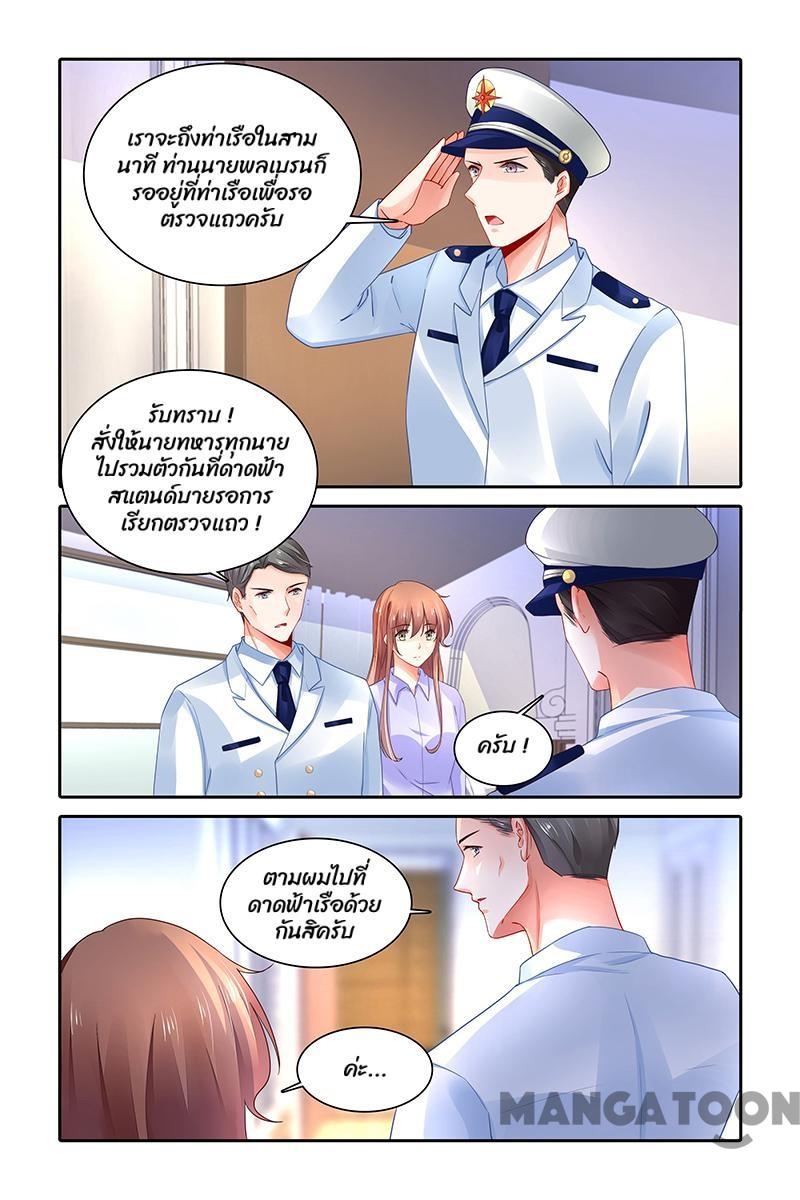 เราจะถึงท่าเรือในสาม
นาที ท่านนายพลเบรนก็
รออยู่ที่ท่าเรือเพื่อรอ
ตรวจแถวครับ
รับทราบ !
สั่งให้นายทหารทุกนาย
ไปรวมตัวกันที่ดาดฟ้า
สแตนด์บายรอการ
เรียกตรวจแถว !
ครับ !
ตามผมไปที่
ดาดฟ้าเรือด้วย
กันสิครับ
ค่ะ...
MANGATOON